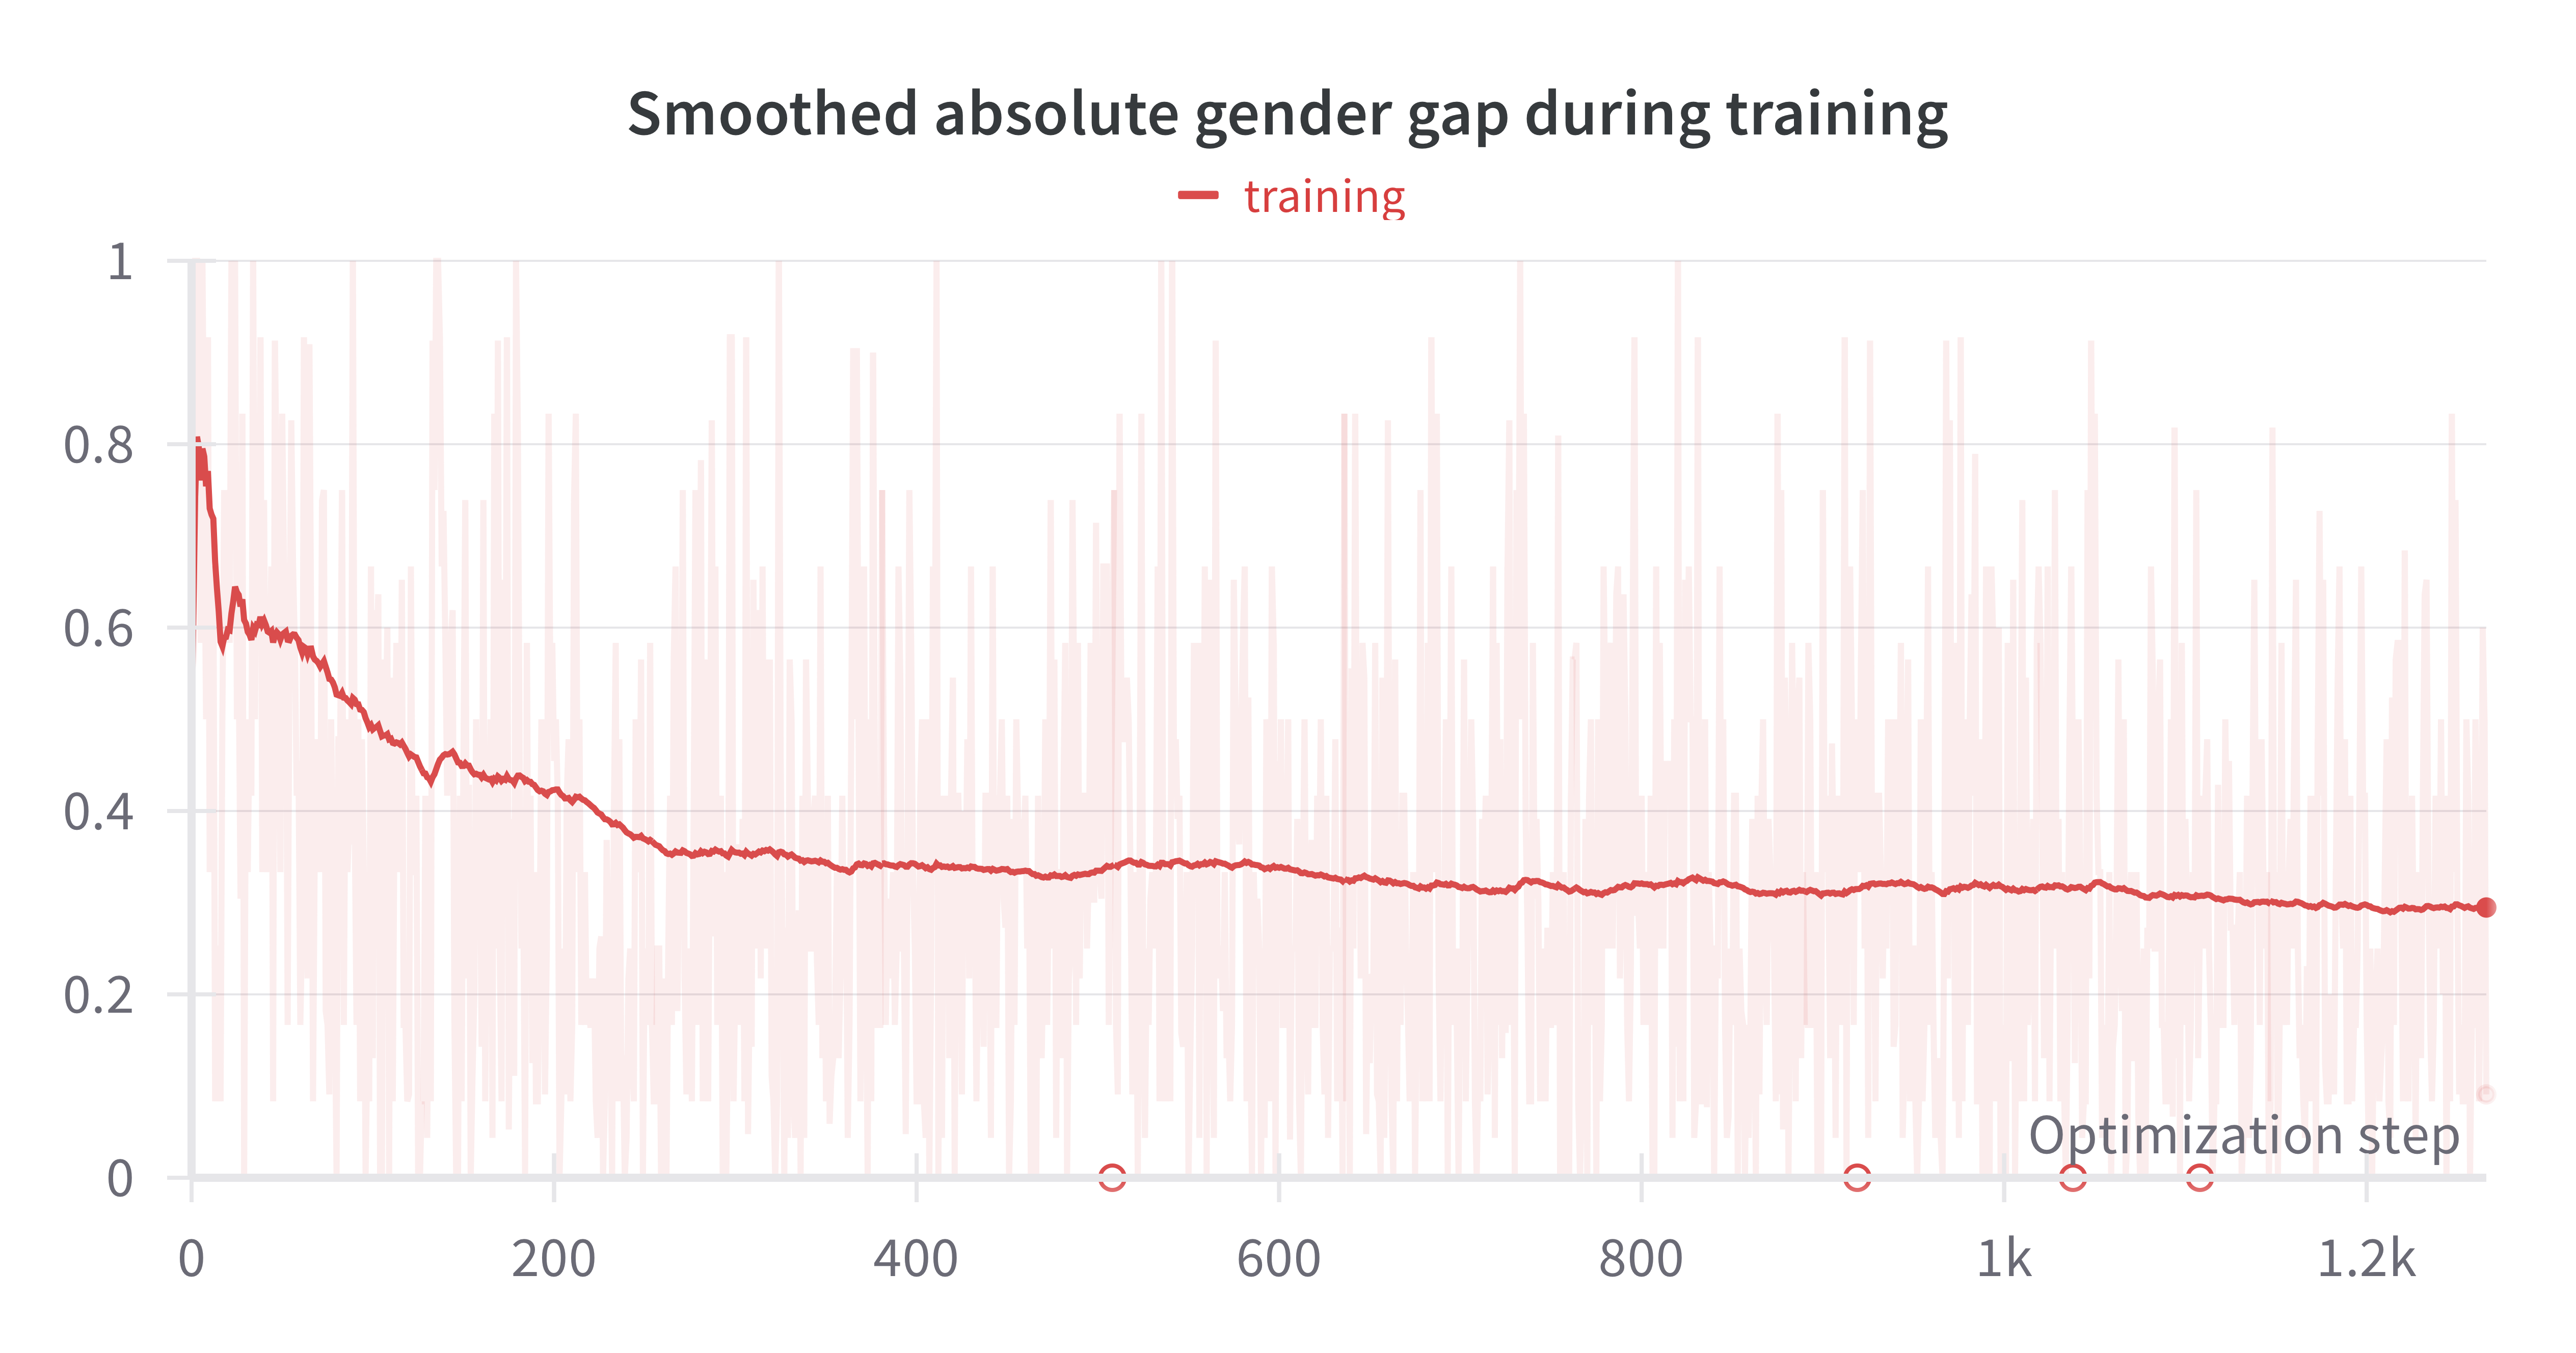 Smoothed absolute gender gap during training
training
1
0.8
0.6
0.4
0.2
0
Optimization step
0 200 400 600 800 1k 1.2k